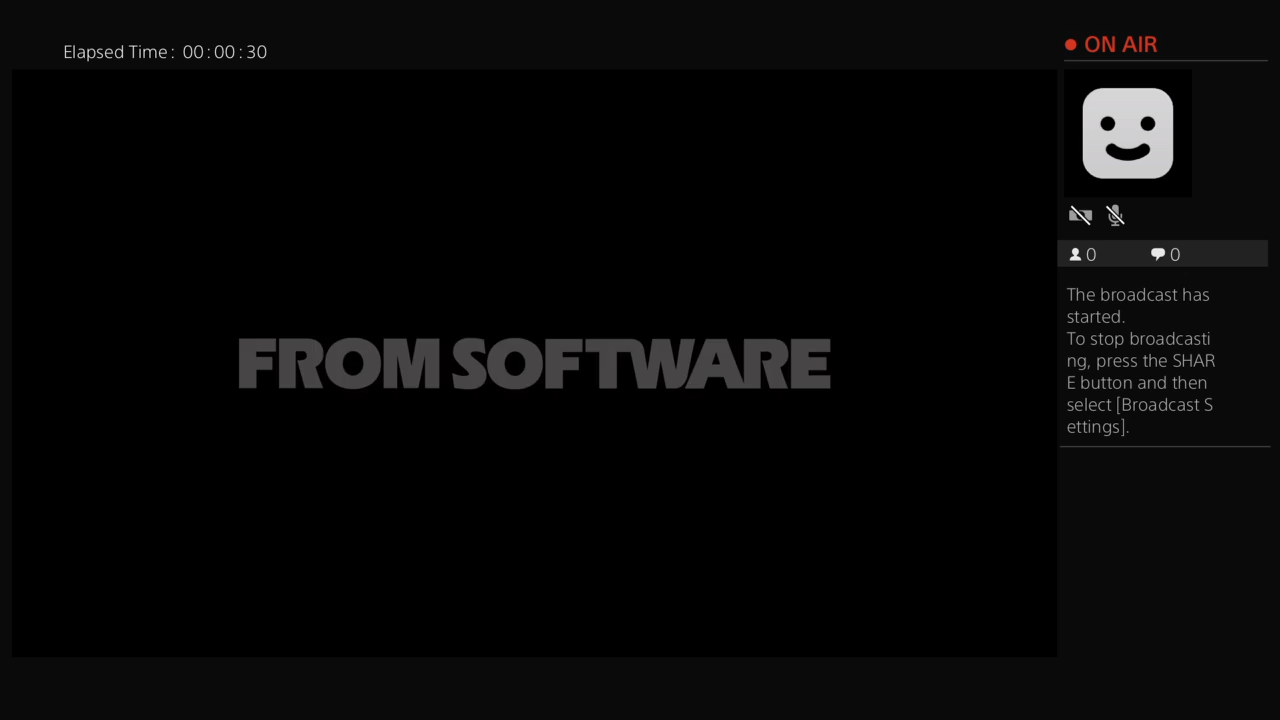 Elapsed Time: 00:00:30
ON AIR
0 0
The broadcast has
started.
To stop broadcasti
ng, press the SHAR
E button and then
select [Broadcast S
ettings].
FROM SOFTWARE